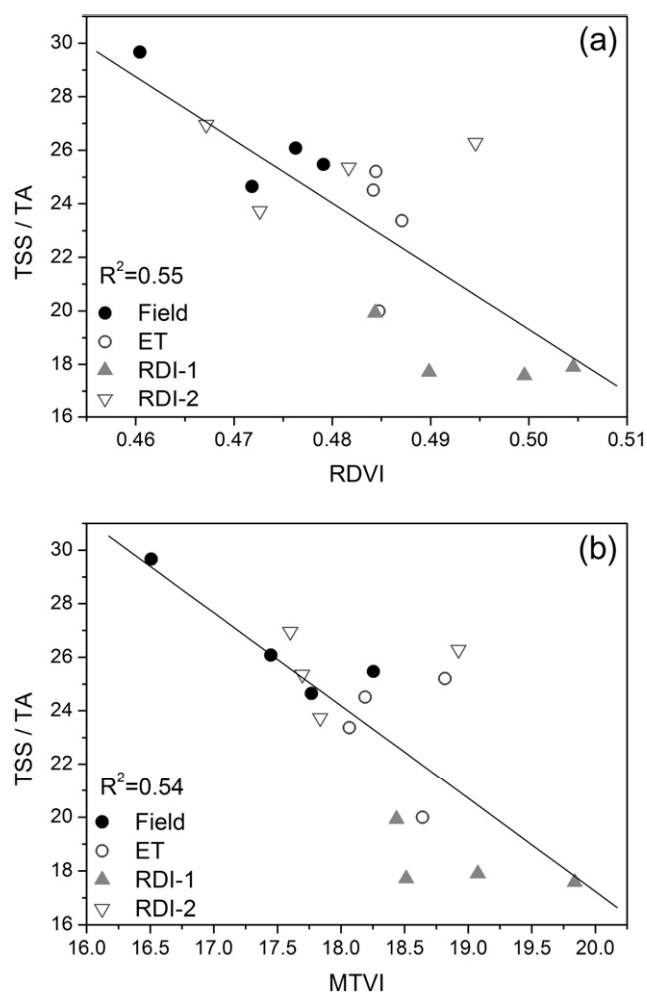 (a)
30
28
26
24
22
20
18
16
TSS / TA
R²=0.55
Field
ET
RDI-1
RDI-2
0.46 0.47 0.48 0.49 0.50 0.51
RDVI
(b)
30
28
26
24
22
20
18
16
TSS / TA
R²=0.54
Field
ET
RDI-1
RDI-2
16.0 16.5 17.0 17.5 18.0 18.5 19.0 19.5 20.0
MTVI